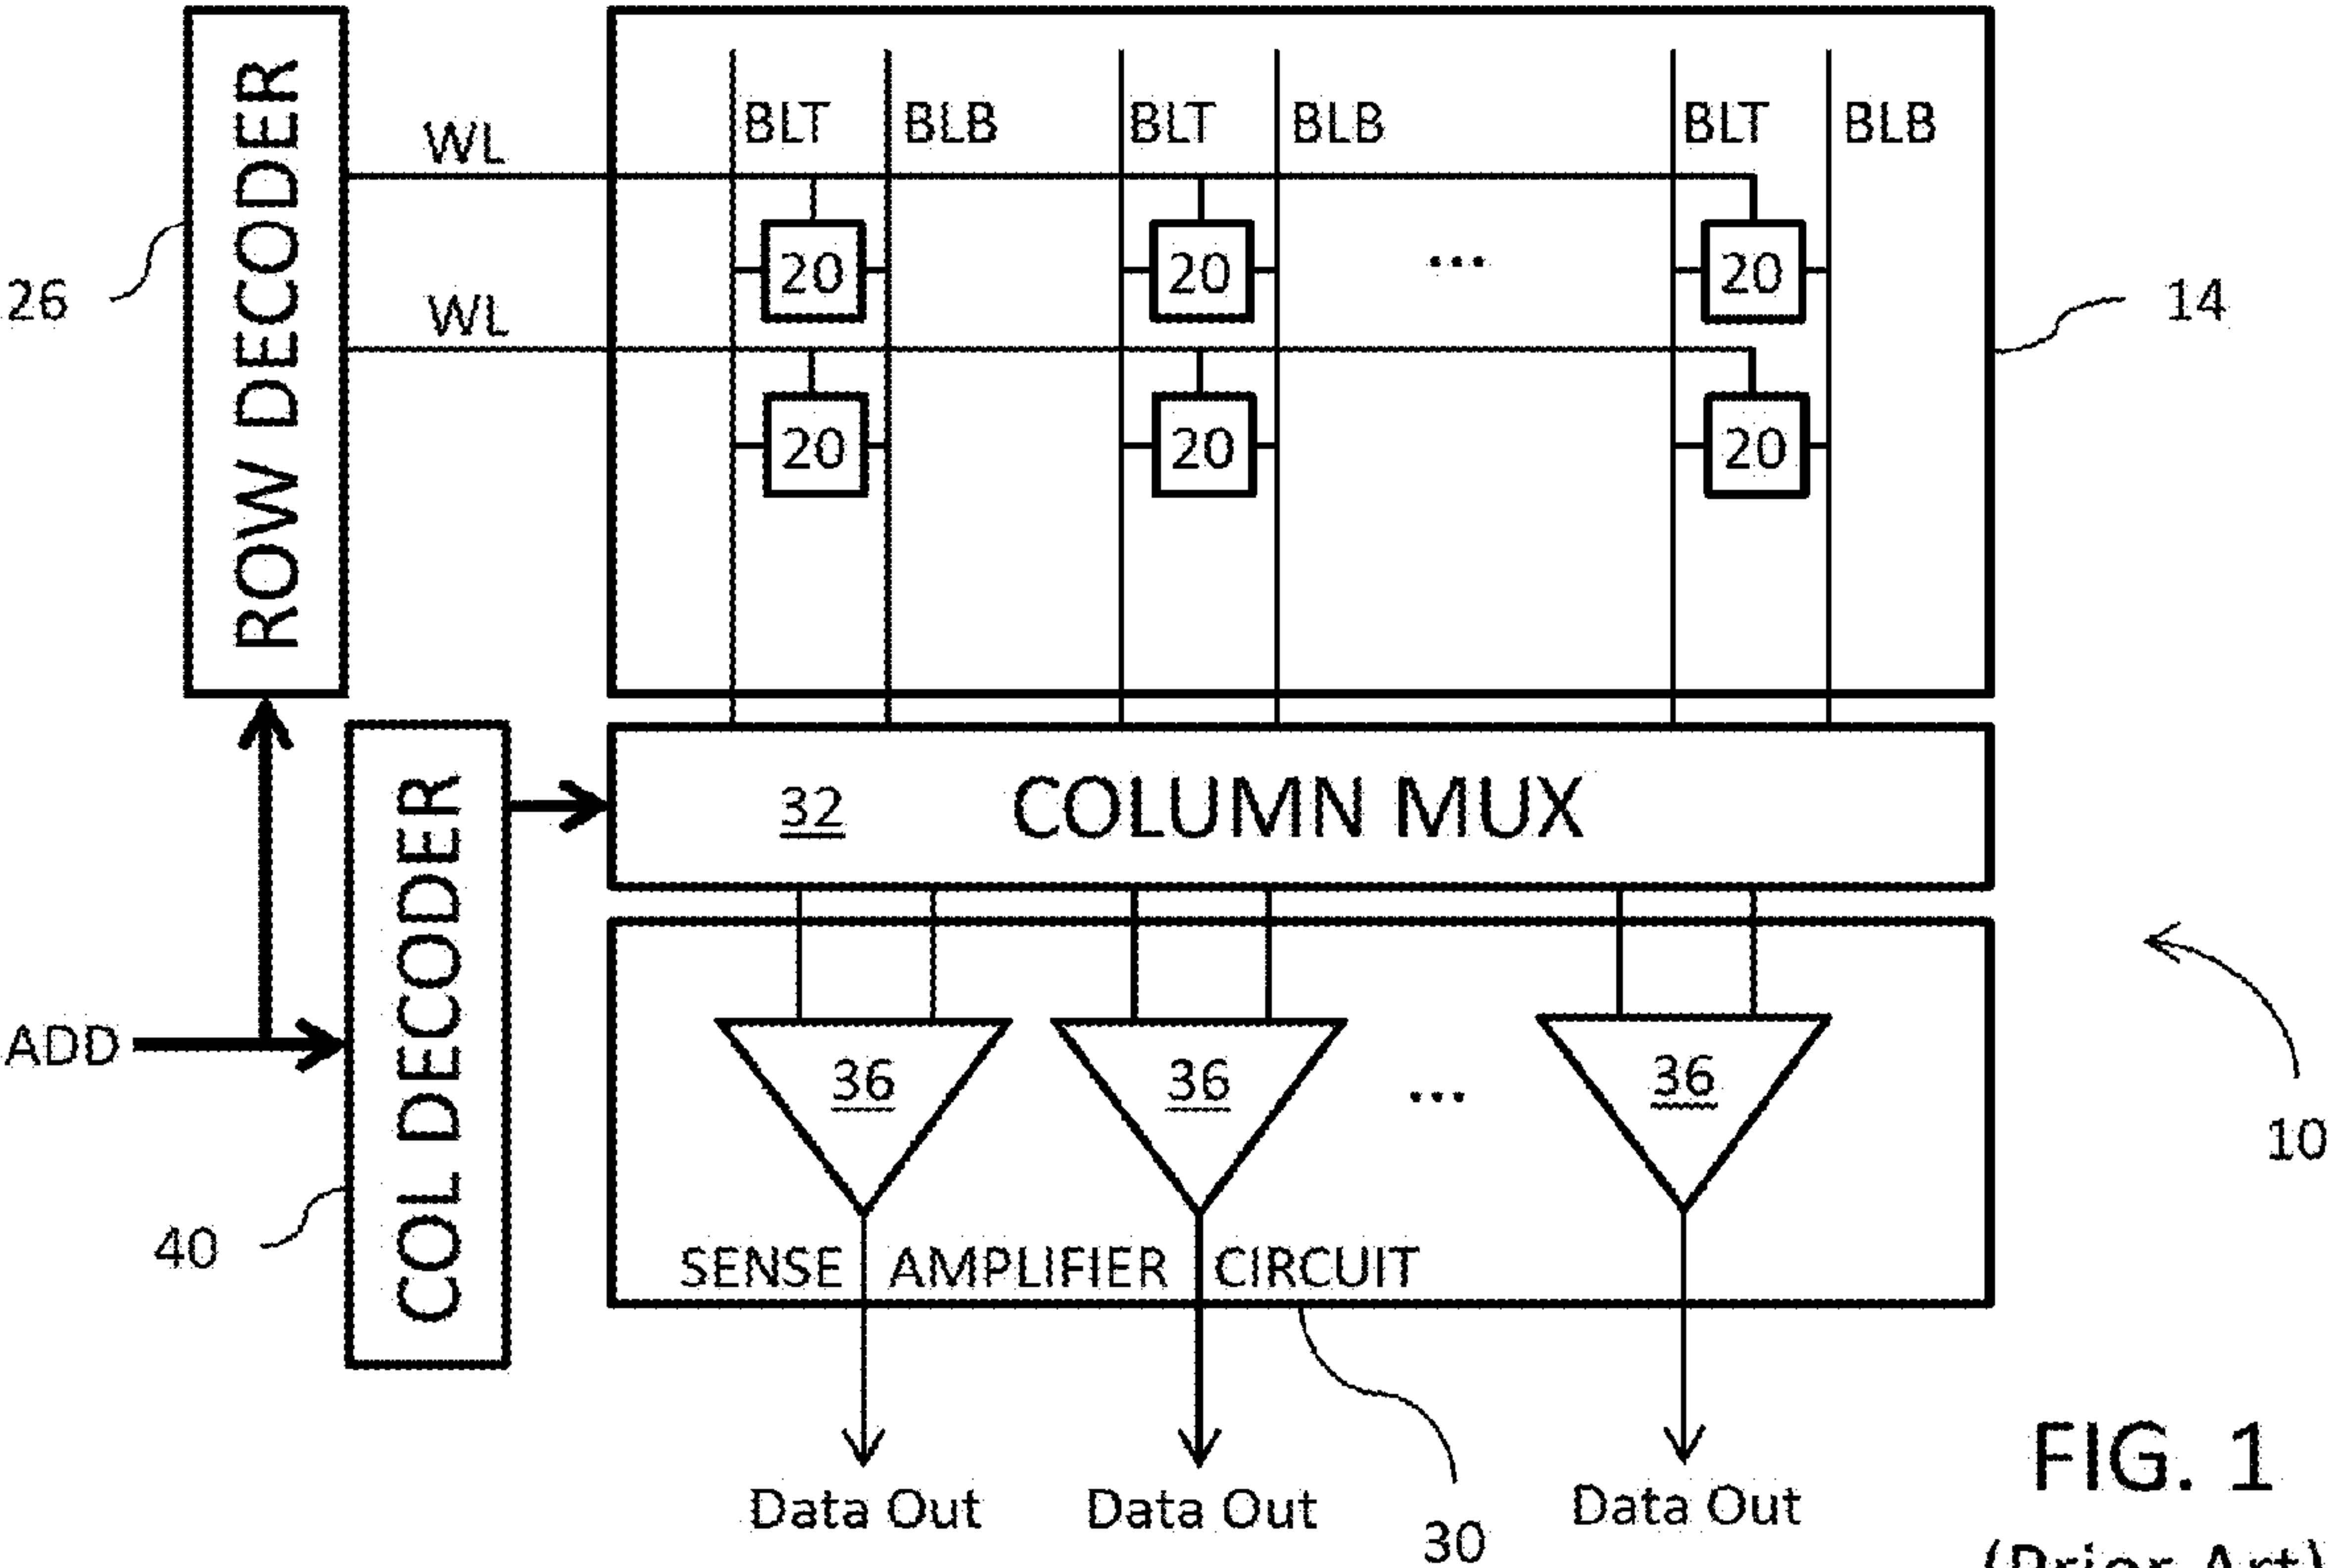 ROW DECODER
BLT BLB BLT BLB BLT BLB
WL
20 20 ... 20
26
14
WL
20 20 ... 20
32 COLUMN MUX
COL DECODER
ADD
36 36 ... 36
10
40
SENSE AMPLIFIER CIRCUIT
Data Out Data Out Data Out
30
FIG. 1
(Prior Art)